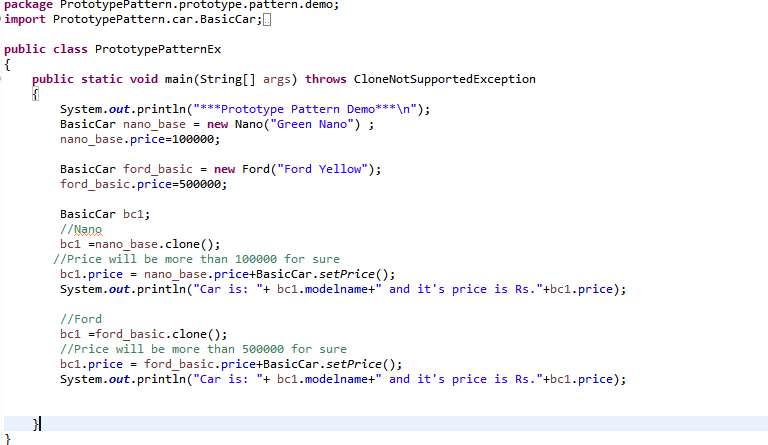 package PrototypePattern.prototype.pattern.demo;
import PrototypePattern.car.BasicCar;
public class PrototypePatternEx
{
public static void main(String[] args) throws CloneNotSupportedException
{
System.out.println("***Prototype Pattern Demo***\n");
BasicCar nano_base = new Nano("Green Nano") ;
nano_base.price=100000;
BasicCar ford_basic = new Ford("Ford Yellow");
ford_basic.price=500000;
BasicCar bc1;
//Nano
bc1 =nano_base.clone();
//Price will be more than 100000 for sure
bc1.price = nano_base.price+BasicCar.setPrice();
System.out.println("Car is: "+ bc1.modelname+" and it's price is Rs."+bc1.price);
//Ford
bc1 =ford_basic.clone();
//Price will be more than 500000 for sure
bc1.price = ford_basic.price+BasicCar.setPrice();
System.out.println("Car is: "+ bc1.modelname+" and it's price is Rs."+bc1.price);
}
}